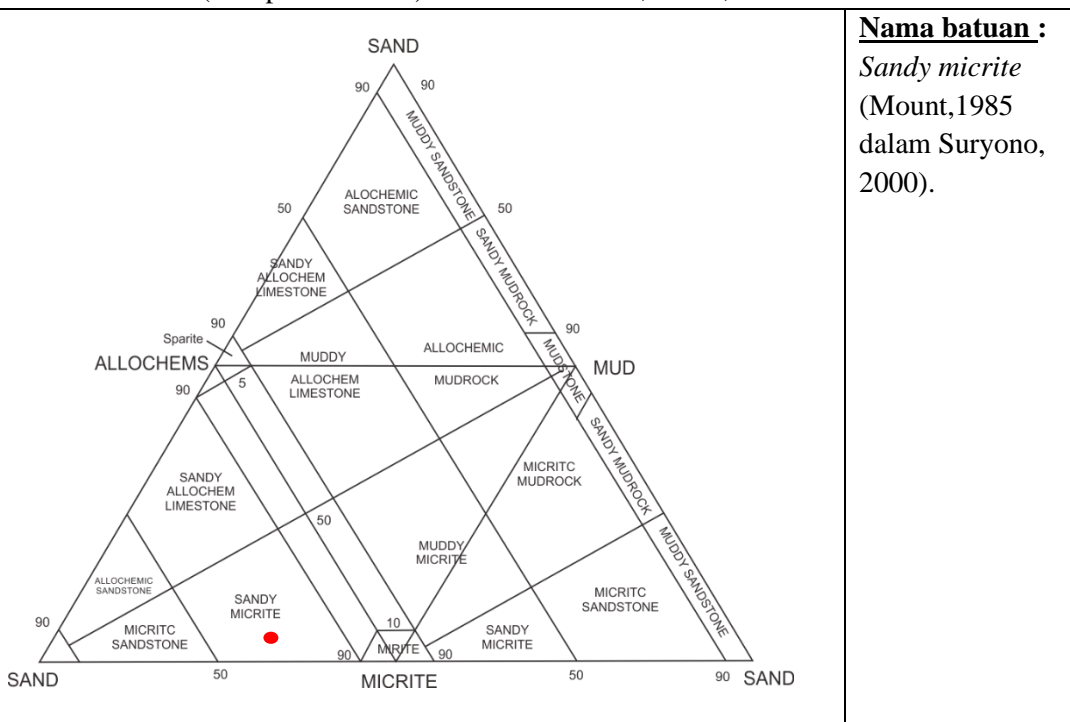 SAND
90
90
MUDDY SANDSTONE
ALOCHEMIC
SANDSTONE
50
50
SANDY MUDROCK
SANDY
ALLOCHEM
LIMESTONE
90
90
Sparite
ALLOCHEMS
MUDDY
ALLOCHEMIC
MUDSTONE
MUD
90
5
ALLOCHEM
LIMESTONE
MUDROCK
SANDY MUDROCK
SANDY
ALLOCHEM
LIMESTONE
MICRITC
MUDROCK
50
MUDDY SANDSTONE
MUDDY
MICRITE
ALLOCHEMIC
SANDSTONE
SANDY
MICRITE
MICRITC
SANDSTONE
90
MICRITC
SANDSTONE
10
SANDY
MICRITE
90
MIRITE
90
SAND
50
MICRITE
50
90
SAND
Nama batuan :
Sandy micrite
(Mount,1985
dalam Suryono,
2000).